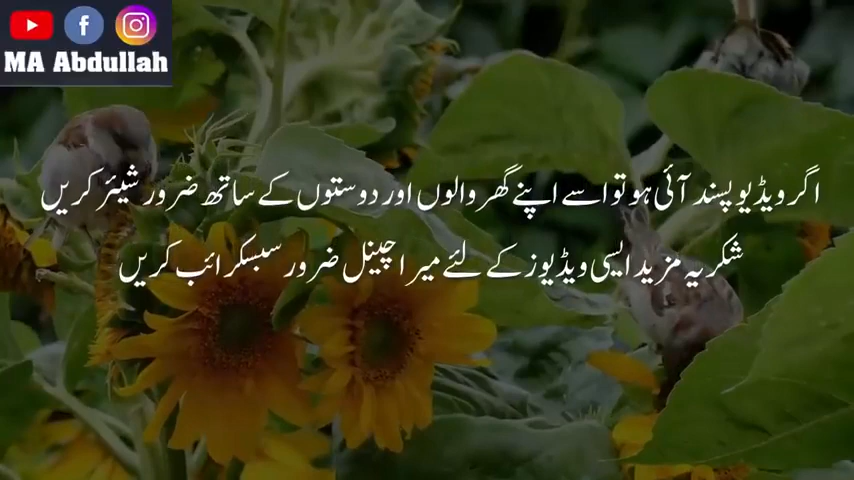 MA Abdullah
اگر ویڈیو پسند آئی ہو تو اسے اپنے گھر والوں اور دوستوں کے ساتھ ضرور شیئر کریں
شکریہ مزید ایسی ویڈیوز کے لئے میرا چینل ضرور سبسکرائب کریں